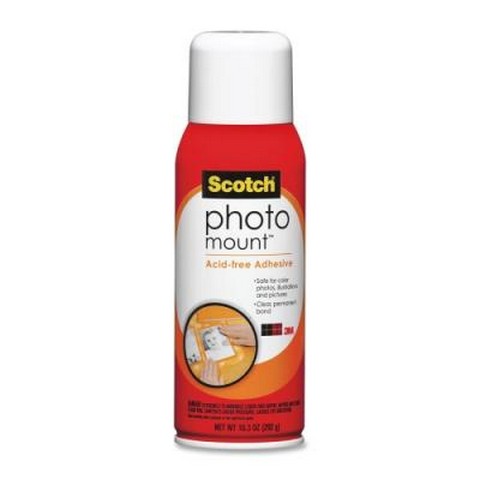 Scotch
photo
mount™
Acid-free Adhesive
•Safe for color
photos, illustrations
and pictures
•Clear, permanent
bond
3M
NET WT 10.3 OZ (292 g)